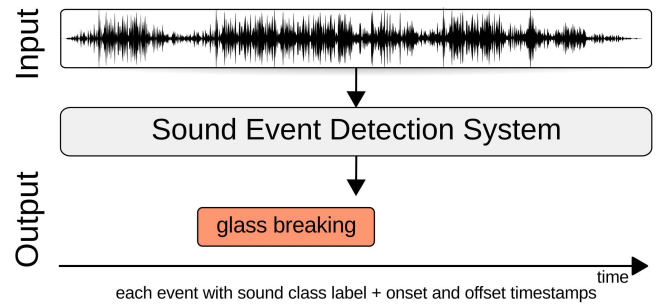 Input
Sound Event Detection System
Output
glass breaking
time
each event with sound class label + onset and offset timestamps